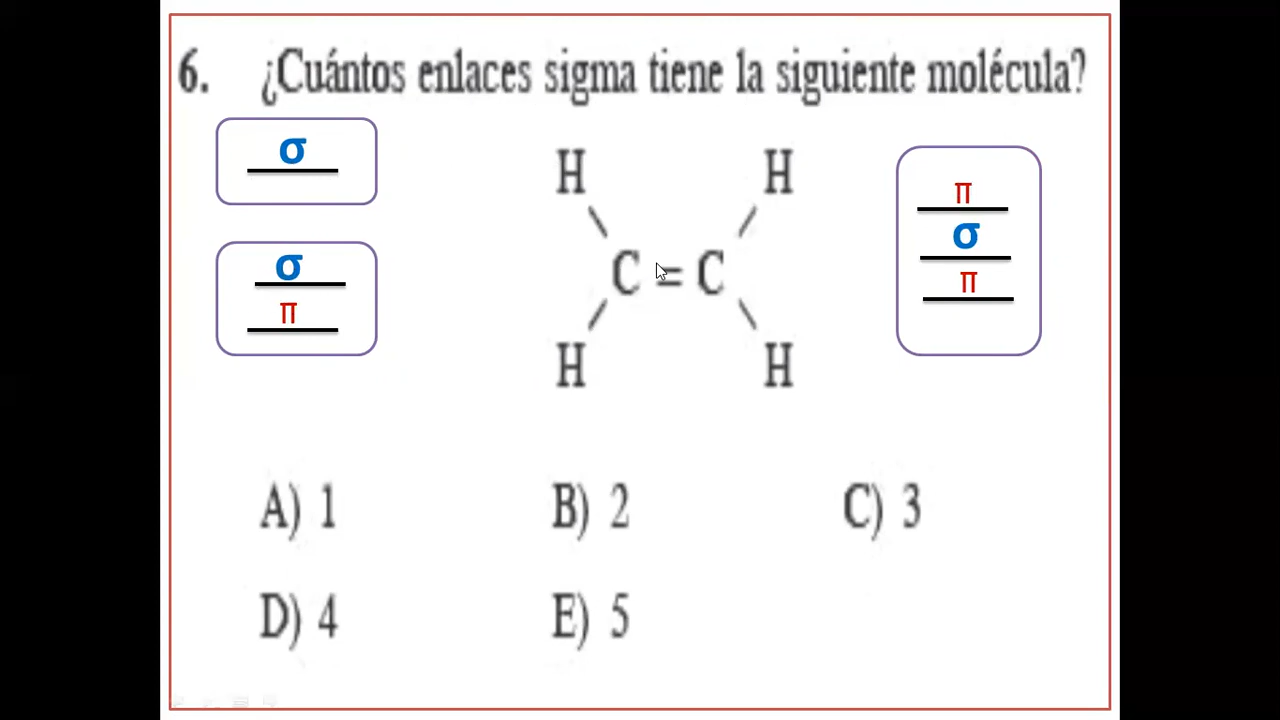 6. ¿Cuántos enlaces sigma tiene la siguiente molécula?
σ
σ
π
H H
C = C
H H
π
σ
π
A) 1 B) 2 C) 3
D) 4 E) 5